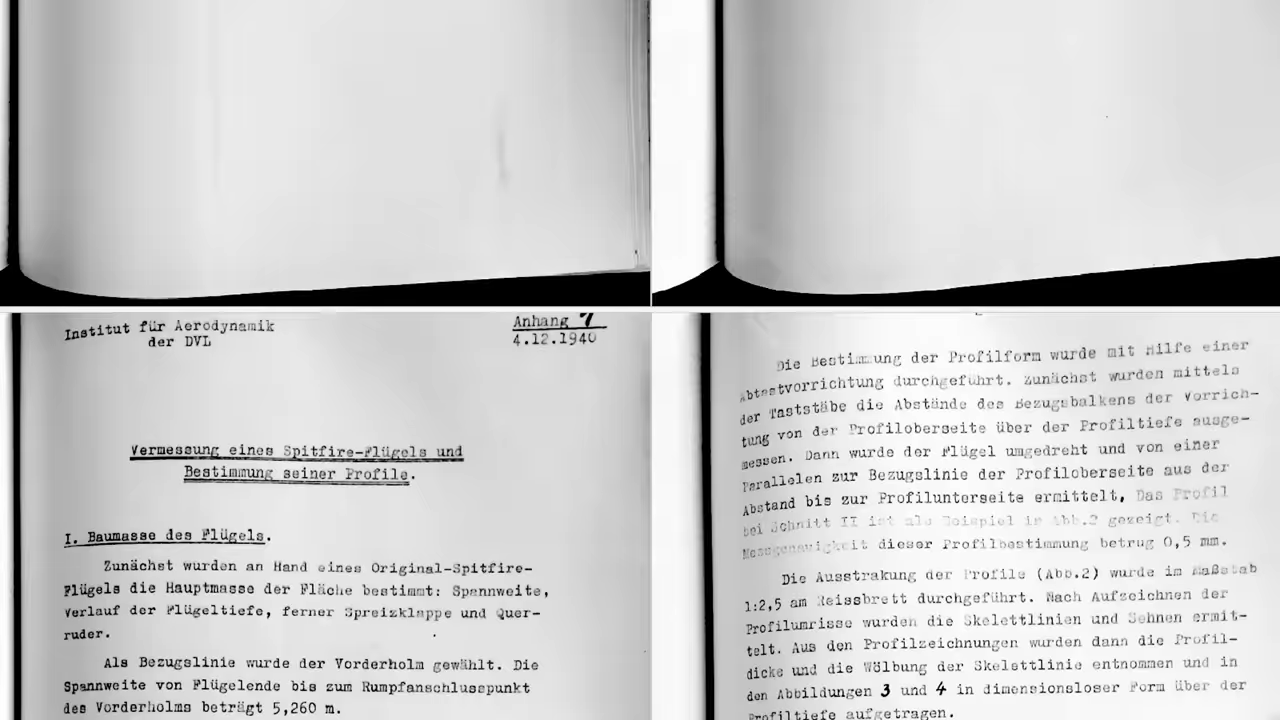 Institut für Aerodynamik
der DVL
Anhang 7
4.12.1940
Vermessung eines Spitfire-Flügels und
Bestimmung seiner Profile.
I. Baumasse des Flügels.
Zunächst wurden an Hand eines Original-Spitfire-
Flügels die Hauptmasse der Fläche bestimmt: Spannweite,
Verlauf der Flügeltiefe, ferner Spreizklappe und Quer-
ruder.
Als Bezugslinie wurde der Vorderholm gewählt. Die
Spannweite von Flügelende bis zum Rumpfanschlusspunkt
des Vorderholms beträgt 5,260 m.
Die Bestimmung der Profilform wurde mit Hilfe einer
Abtastvorrichtung durchgeführt. Zunächst wurden mittels
der Taststäbe die Abstände des Bezugsbalkens der Vorrich-
tung von der Profiloberseite über der Profiltiefe ausge-
messen. Dann wurde der Flügel umgedreht und von einer
Parallelen zur Bezugslinie der Profiloberseite aus der
Abstand bis zur Profilunterseite ermittelt. Das Profil
bei Schnitt II ist als Beispiel in Abb.2 gezeigt. Die
Messgenauigkeit dieser Profilbestimmung betrug 0,5 mm.
Die Ausstrakung der Profile (Abb.2) wurde im Maßstab
1:2,5 am Reissbrett durchgeführt. Nach Aufzeichnen der
Profilumrisse wurden die Skelettlinien und Sehnen ermit-
telt. Aus den Profilzeichnungen wurden dann die Profil-
dicke und die Wölbung der Skelettlinie entnommen und in
den Abbildungen 3 und 4 in dimensionsloser Form über der
Profiltiefe aufgetragen.